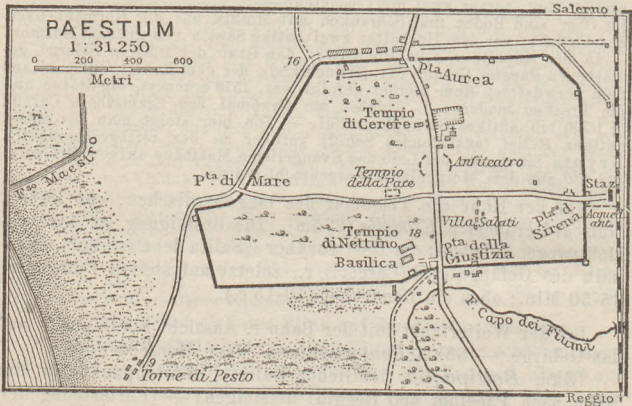 Salerno
PAESTUM
1 : 31.250
0 200 400 600
Metri
16
Pta Aurea
Tempio
di Cerere
Anfiteatro
Fso Maestro
Pta di Mare
Tempio
della Pace
Staz.
Acqued.
ant.
Villa Salati
pta d.
Sirena
Tempio
di Nettuno
18
Basilica
pta della
Giustizia
Capo dei Fiumi
9
Torre di Pesto
Reggio